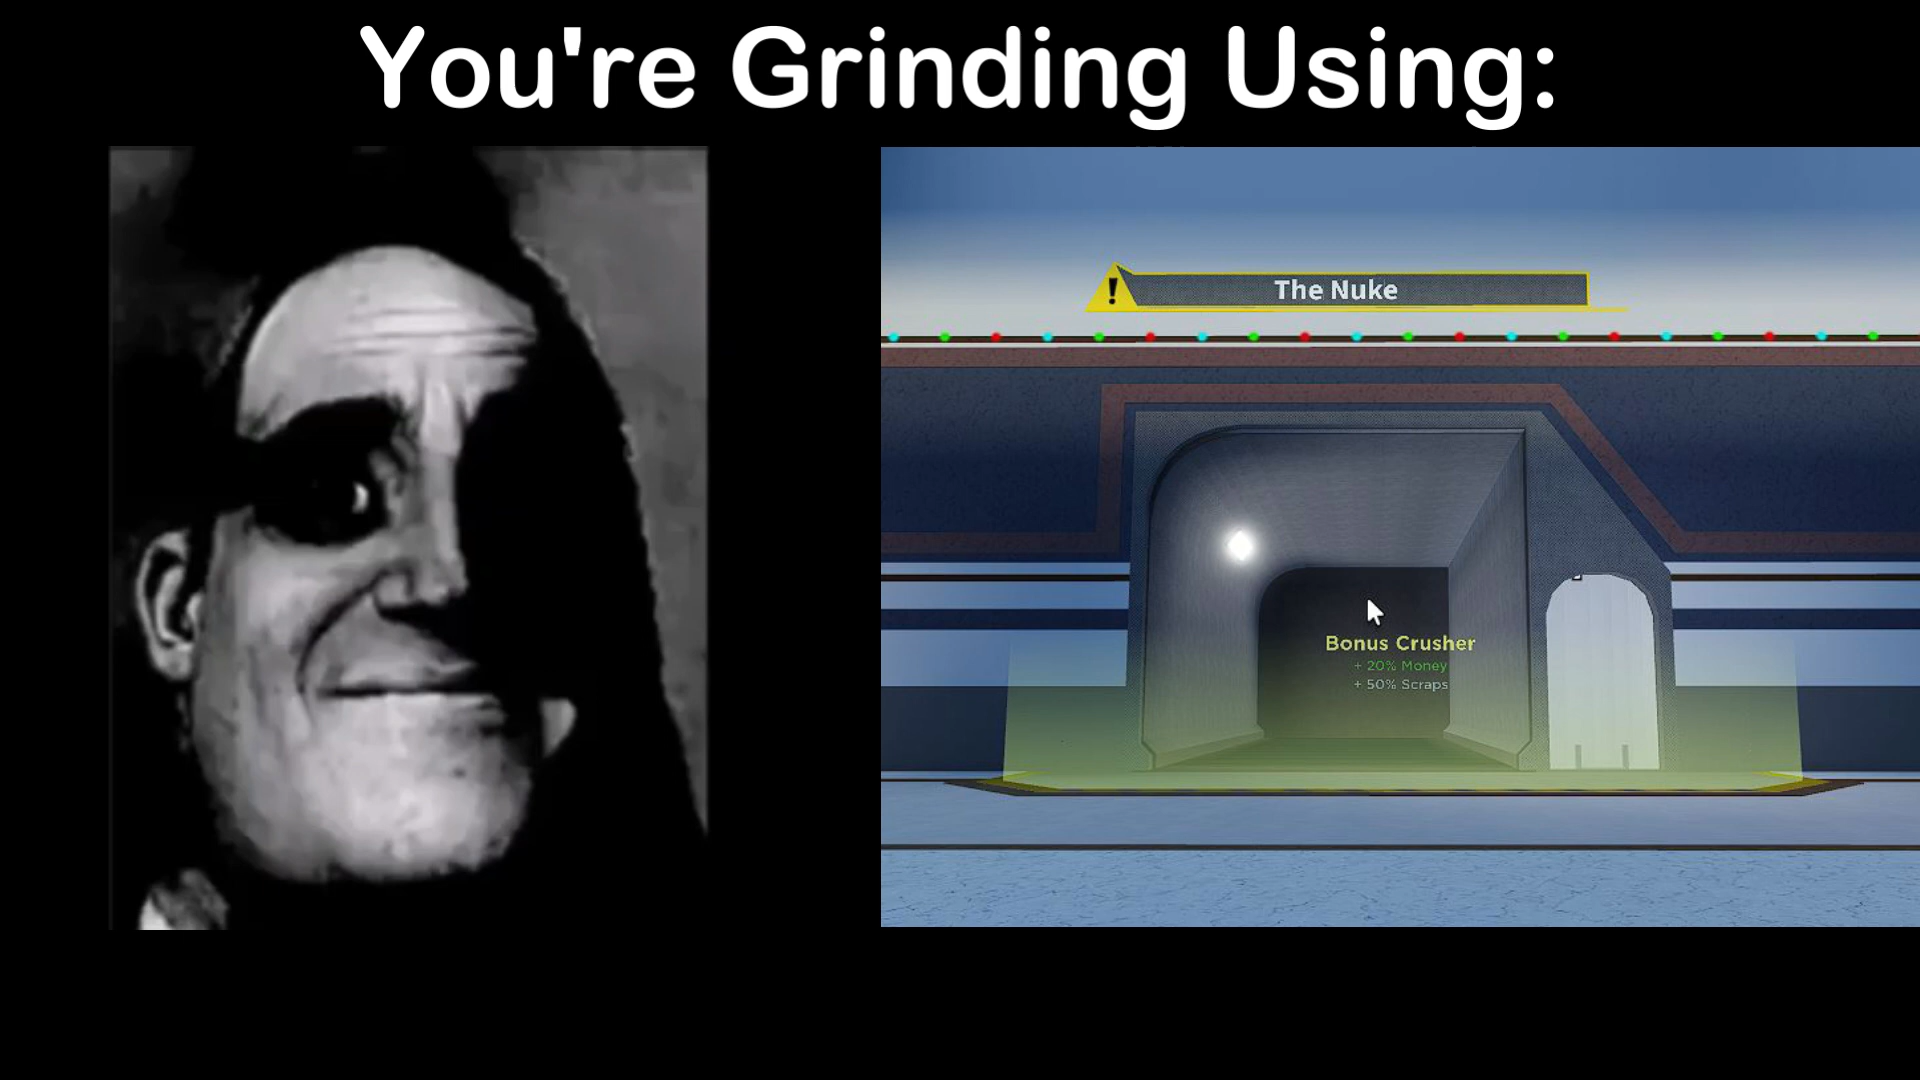 You're Grinding Using:
! The Nuke
Bonus Crusher
+ 20% Money
+ 50% Scraps